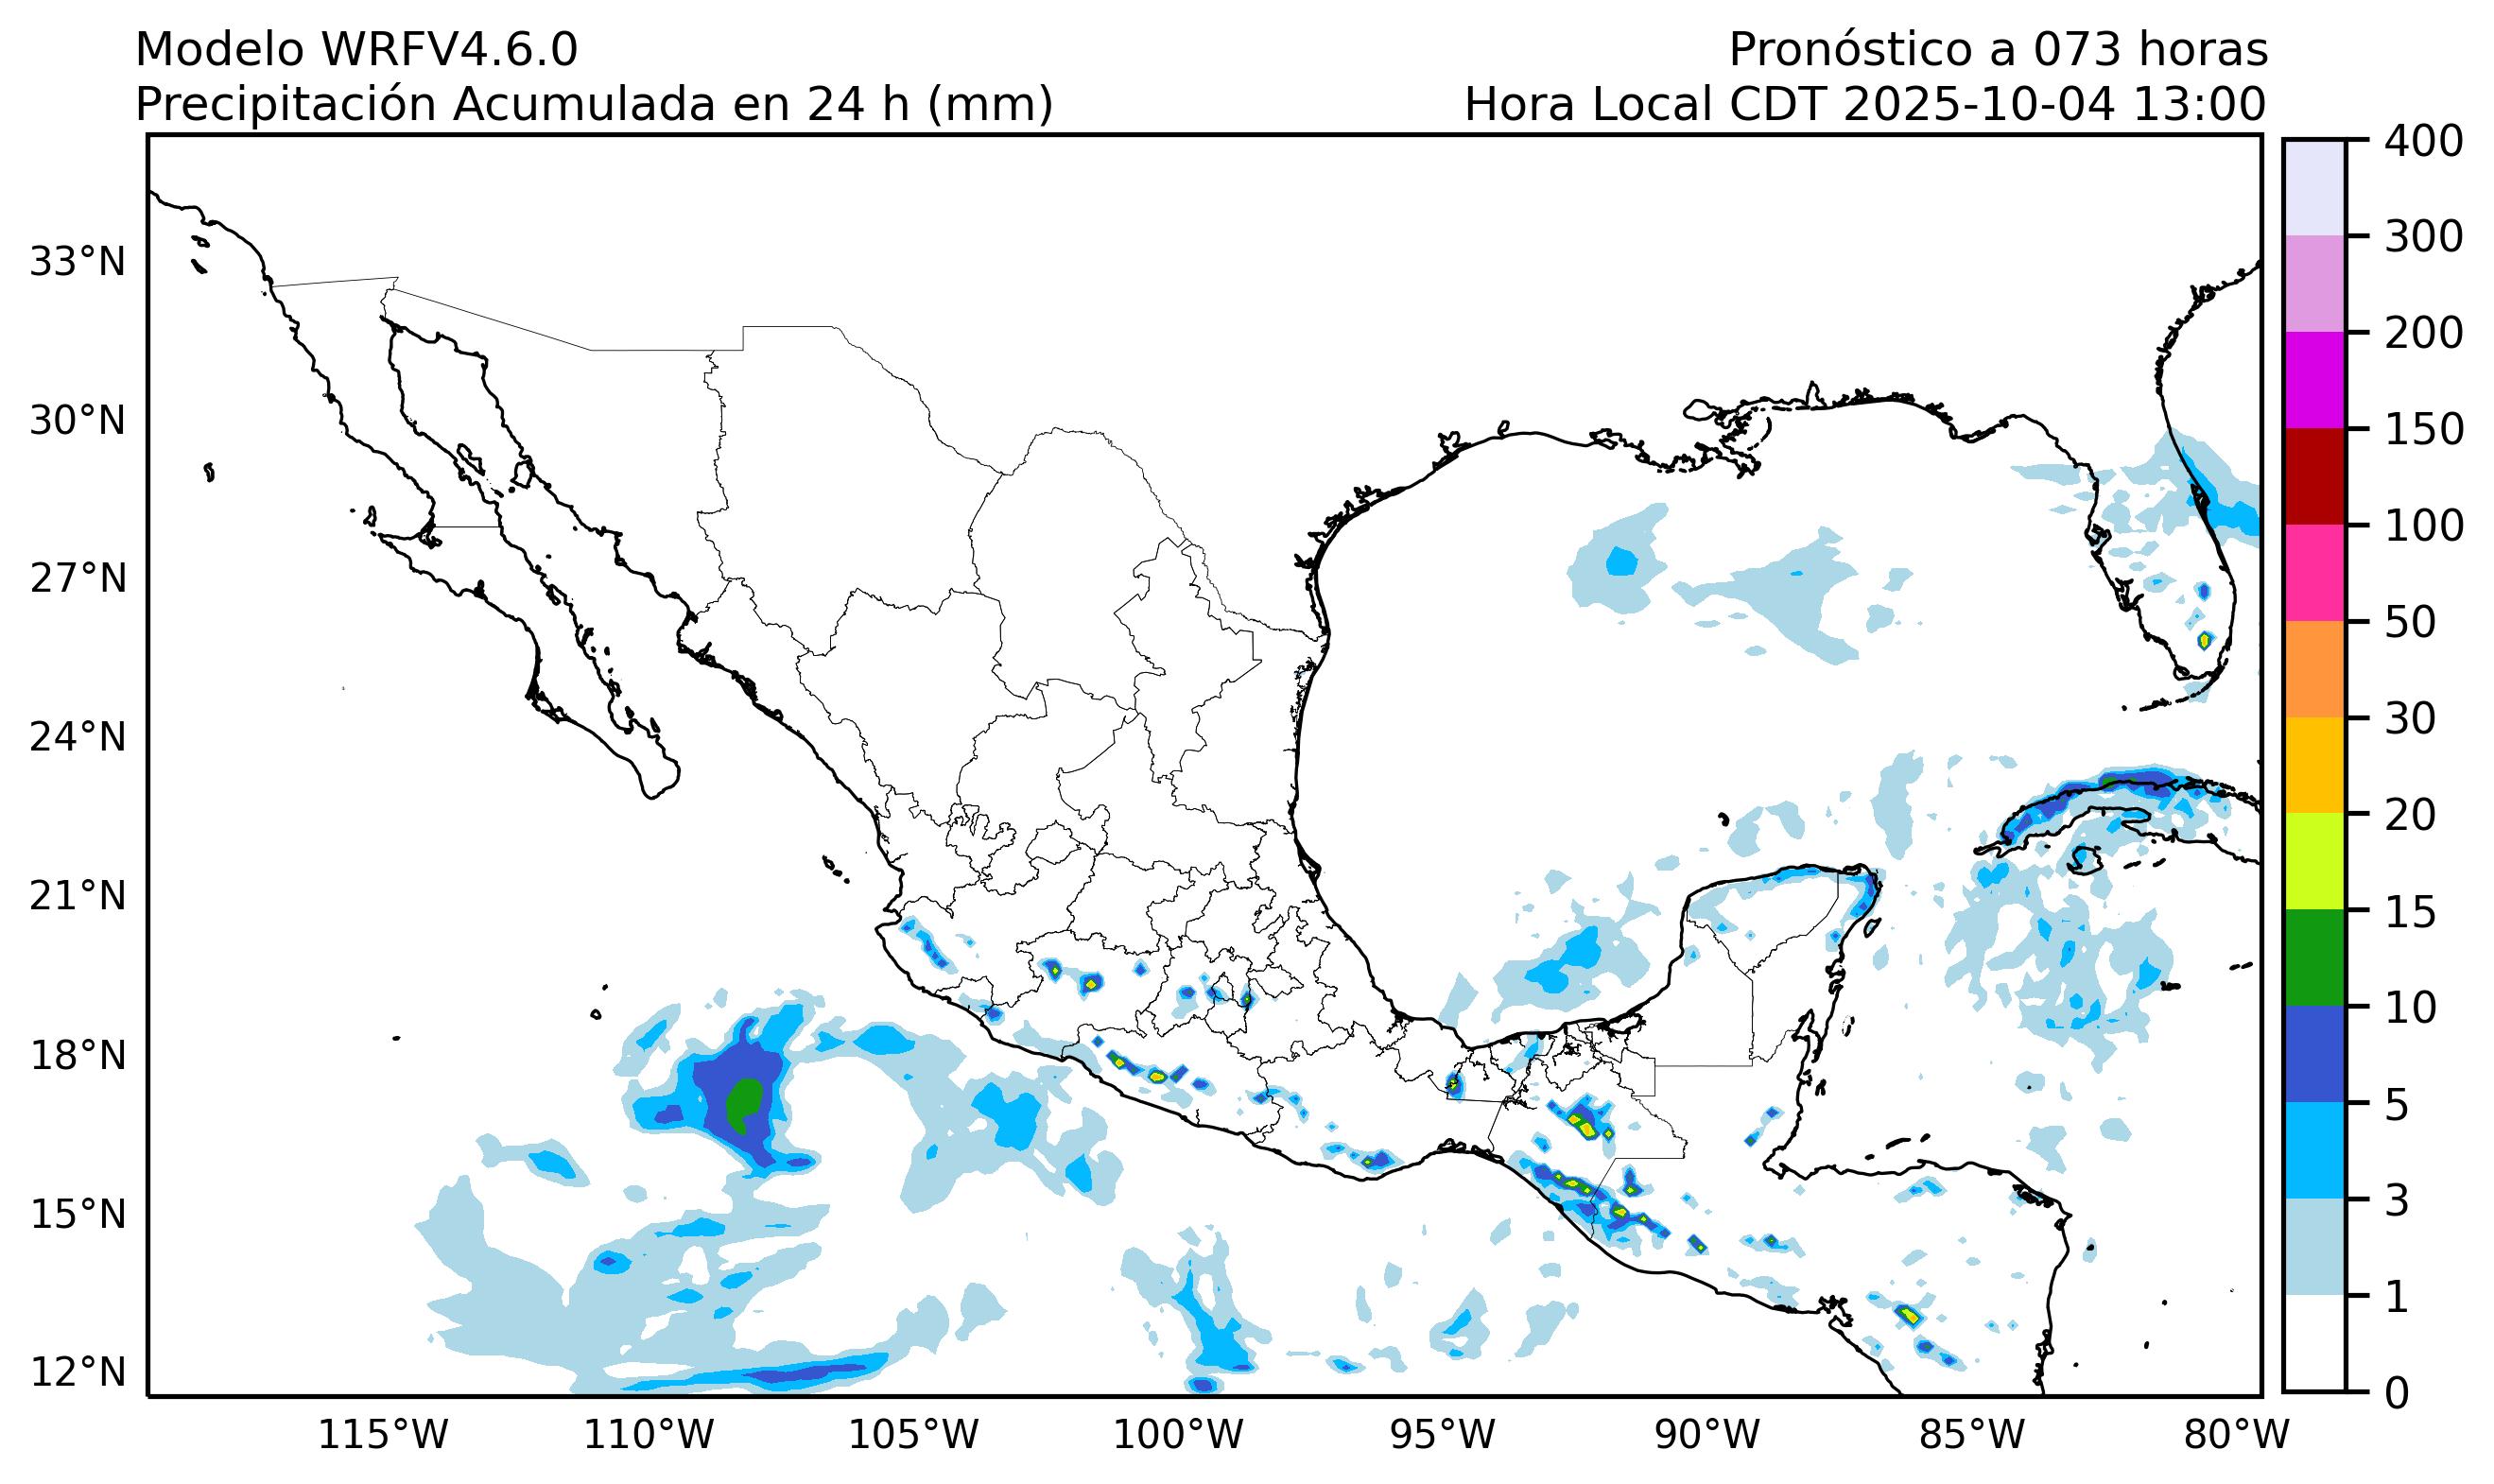 Modelo WRFV4.6.0
Pronóstico a 073 horas
Precipitación Acumulada en 24 h (mm)
Hora Local CDT 2025-10-04 13:00
33°N
30°N
27°N
24°N
21°N
18°N
15°N
12°N
115°W
110°W
105°W
100°W
95°W
90°W
85°W
80°W
400
300
200
150
100
50
30
20
15
10
5
3
1
0